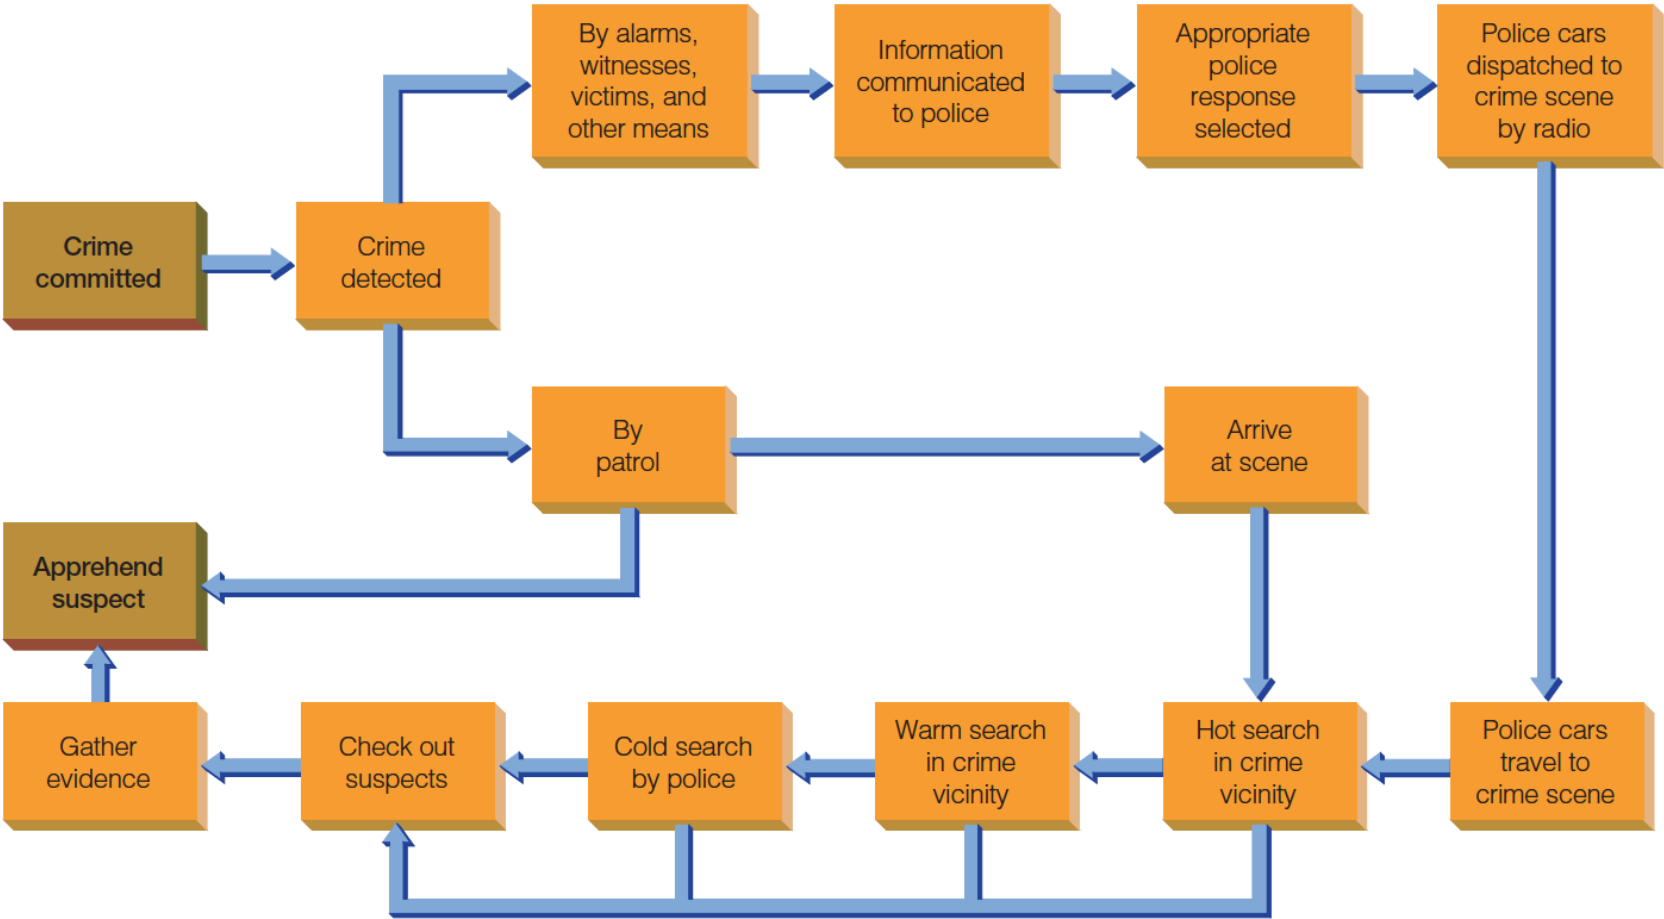 By alarms,
witnesses,
victims, and
other means
Information
communicated
to police
Appropriate
police
response
selected
Police cars
dispatched to
crime scene
by radio
Crime
committed
Crime
detected
By
patrol
Arrive
at scene
Apprehend
suspect
Gather
evidence
Check out
suspects
Cold search
by police
Warm search
in crime
vicinity
Hot search
in crime
vicinity
Police cars
travel to
crime scene